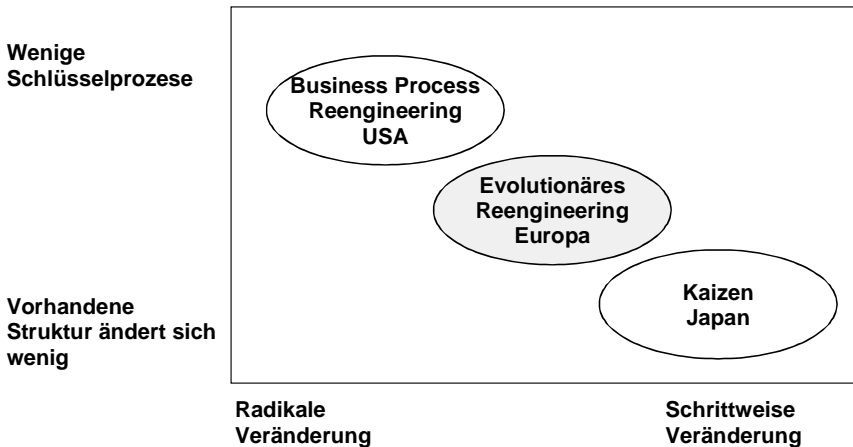 Wenige
Schlüsselprozese
Business Process
Reengineering
USA
Evolutionäres
Reengineering
Europa
Kaizen
Japan
Vorhandene
Struktur ändert sich
wenig
Radikale
Veränderung
Schrittweise
Veränderung